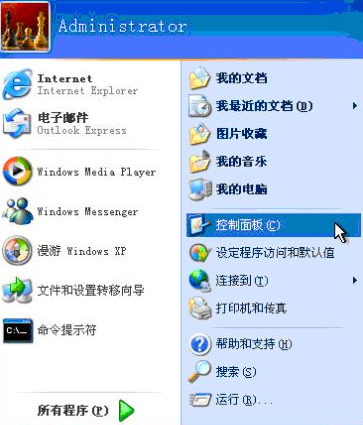 Administrator
Internet
Internet Explorer
电子邮件
Outlook Express
Windows Media Player
Windows Messenger
漫游 Windows XP
文件和设置转移向导
C:\_
命令提示符
所有程序(P)
我的文档
我最近的文档(D)
图片收藏
我的音乐
我的电脑
控制面板(C)
设定程序访问和默认值
连接到(T)
打印机和传真
帮助和支持(H)
搜索(S)
运行(R)...